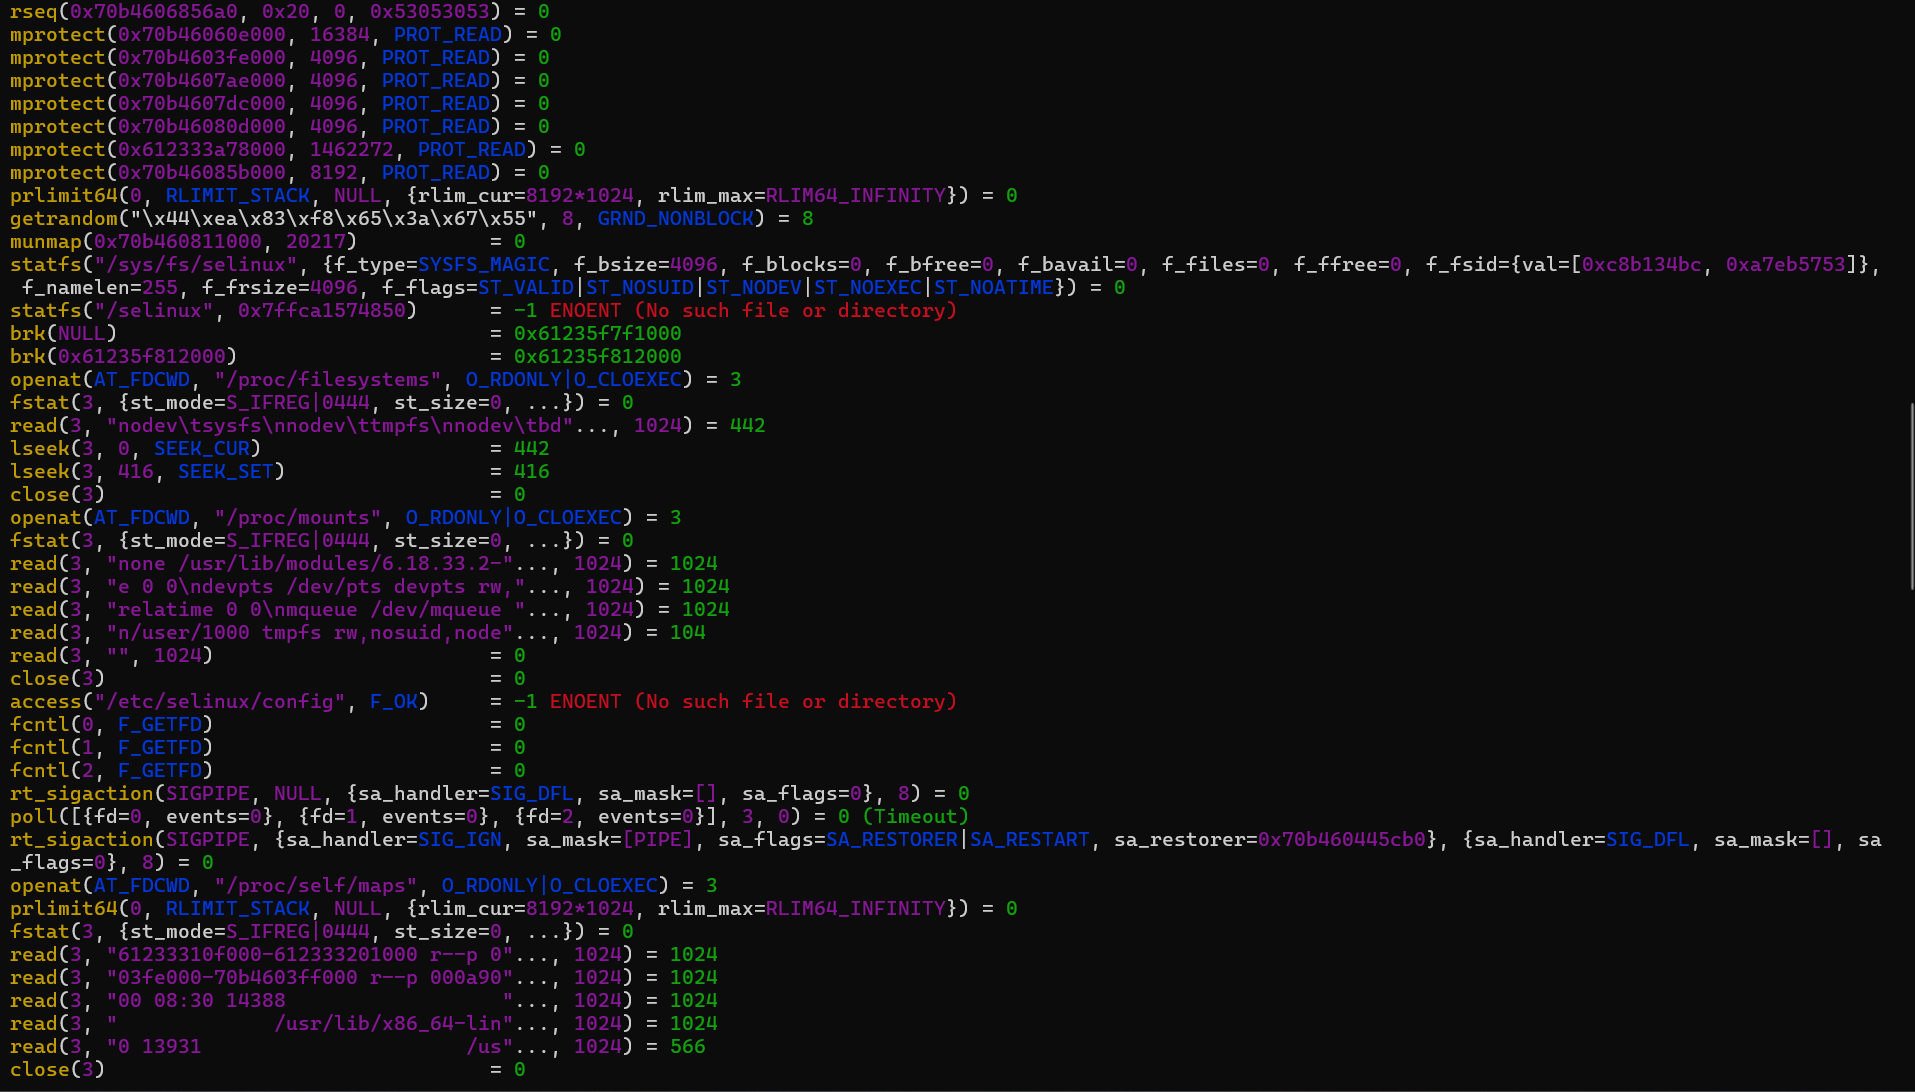 rseq(0x70b4606856a0, 0x20, 0, 0x53053053) = 0
mprotect(0x70b46060e000, 16384, PROT_READ) = 0
mprotect(0x70b4603fe000, 4096, PROT_READ) = 0
mprotect(0x70b4607ae000, 4096, PROT_READ) = 0
mprotect(0x70b4607dc000, 4096, PROT_READ) = 0
mprotect(0x70b46080d000, 4096, PROT_READ) = 0
mprotect(0x612333a78000, 1462272, PROT_READ) = 0
mprotect(0x70b46085b000, 8192, PROT_READ) = 0
prlimit64(0, RLIMIT_STACK, NULL, {rlim_cur=8192*1024, rlim_max=RLIM64_INFINITY}) = 0
getrandom("\x44\xea\x83\xf8\x65\x3a\x67\x55", 8, GRND_NONBLOCK) = 8
munmap(0x70b460811000, 20217)           = 0
statfs("/sys/fs/selinux", {f_type=SYSFS_MAGIC, f_bsize=4096, f_blocks=0, f_bfree=0, f_bavail=0, f_files=0, f_ffree=0, f_fsid={val=[0xc8b134bc, 0xa7eb5753]},
 f_namelen=255, f_frsize=4096, f_flags=ST_VALID|ST_NOSUID|ST_NODEV|ST_NOEXEC|ST_NOATIME}) = 0
statfs("/selinux", 0x7ffca1574850)      = -1 ENOENT (No such file or directory)
brk(NULL)                               = 0x61235f7f1000
brk(0x61235f812000)                     = 0x61235f812000
openat(AT_FDCWD, "/proc/filesystems", O_RDONLY|O_CLOEXEC) = 3
fstat(3, {st_mode=S_IFREG|0444, st_size=0, ...}) = 0
read(3, "nodev\tsysfs\nnodev\ttmpfs\nnodev\tbd"..., 1024) = 442
lseek(3, 0, SEEK_CUR)                   = 442
lseek(3, 416, SEEK_SET)                 = 416
close(3)                                = 0
openat(AT_FDCWD, "/proc/mounts", O_RDONLY|O_CLOEXEC) = 3
fstat(3, {st_mode=S_IFREG|0444, st_size=0, ...}) = 0
read(3, "none /usr/lib/modules/6.18.33.2-"..., 1024) = 1024
read(3, "e 0 0\ndevpts /dev/pts devpts rw,"..., 1024) = 1024
read(3, "relatime 0 0\nmqueue /dev/mqueue "..., 1024) = 1024
read(3, "n/user/1000 tmpfs rw,nosuid,node"..., 1024) = 104
read(3, "", 1024)                       = 0
close(3)                                = 0
access("/etc/selinux/config", F_OK)     = -1 ENOENT (No such file or directory)
fcntl(0, F_GETFD)                       = 0
fcntl(1, F_GETFD)                       = 0
fcntl(2, F_GETFD)                       = 0
rt_sigaction(SIGPIPE, NULL, {sa_handler=SIG_DFL, sa_mask=[], sa_flags=0}, 8) = 0
poll([{fd=0, events=0}, {fd=1, events=0}, {fd=2, events=0}], 3, 0) = 0 (Timeout)
rt_sigaction(SIGPIPE, {sa_handler=SIG_IGN, sa_mask=[PIPE], sa_flags=SA_RESTORER|SA_RESTART, sa_restorer=0x70b460445cb0}, {sa_handler=SIG_DFL, sa_mask=[], sa
_flags=0}, 8) = 0
openat(AT_FDCWD, "/proc/self/maps", O_RDONLY|O_CLOEXEC) = 3
prlimit64(0, RLIMIT_STACK, NULL, {rlim_cur=8192*1024, rlim_max=RLIM64_INFINITY}) = 0
fstat(3, {st_mode=S_IFREG|0444, st_size=0, ...}) = 0
read(3, "61233310f000-612333201000 r--p 0"..., 1024) = 1024
read(3, "03fe000-70b4603ff000 r--p 000a90"..., 1024) = 1024
read(3, "00 08:30 14388                  "..., 1024) = 1024
read(3, "             /usr/lib/x86_64-lin"..., 1024) = 1024
read(3, "0 13931                      /us"..., 1024) = 566
close(3)                                = 0